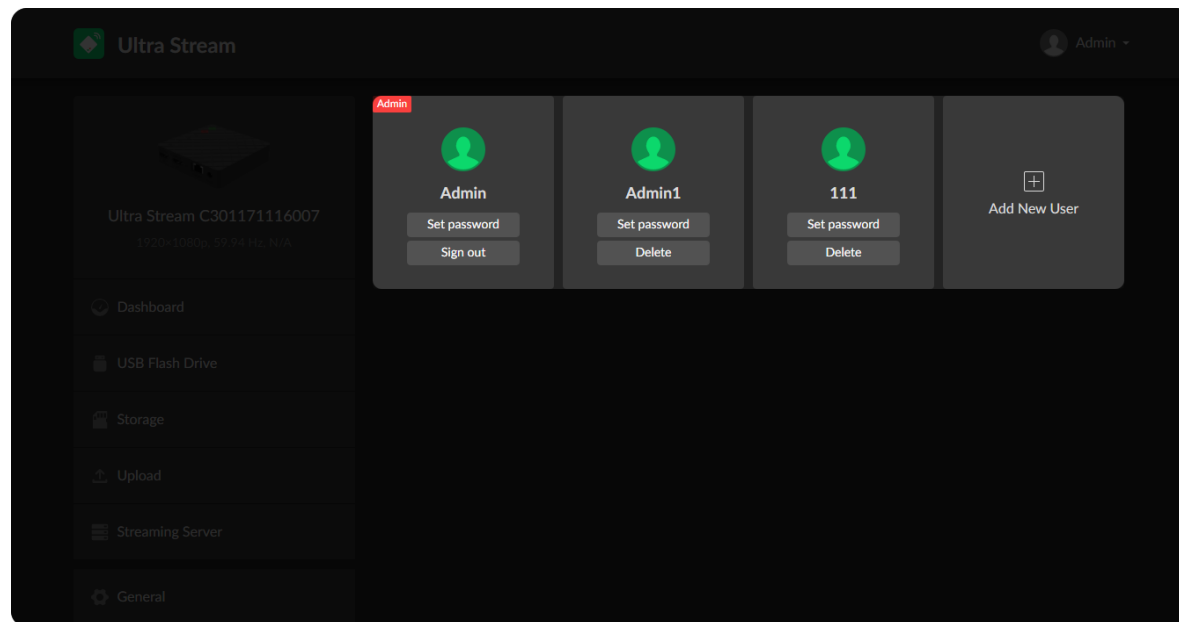 Ultra Stream
Admin
Admin
Admin
Set password
Sign out
Admin1
Set password
Delete
111
Set password
Delete
Add New User
Ultra Stream C301171116007
1920×1080p, 59.94 Hz, N/A
Dashboard
USB Flash Drive
Storage
Upload
Streaming Server
General